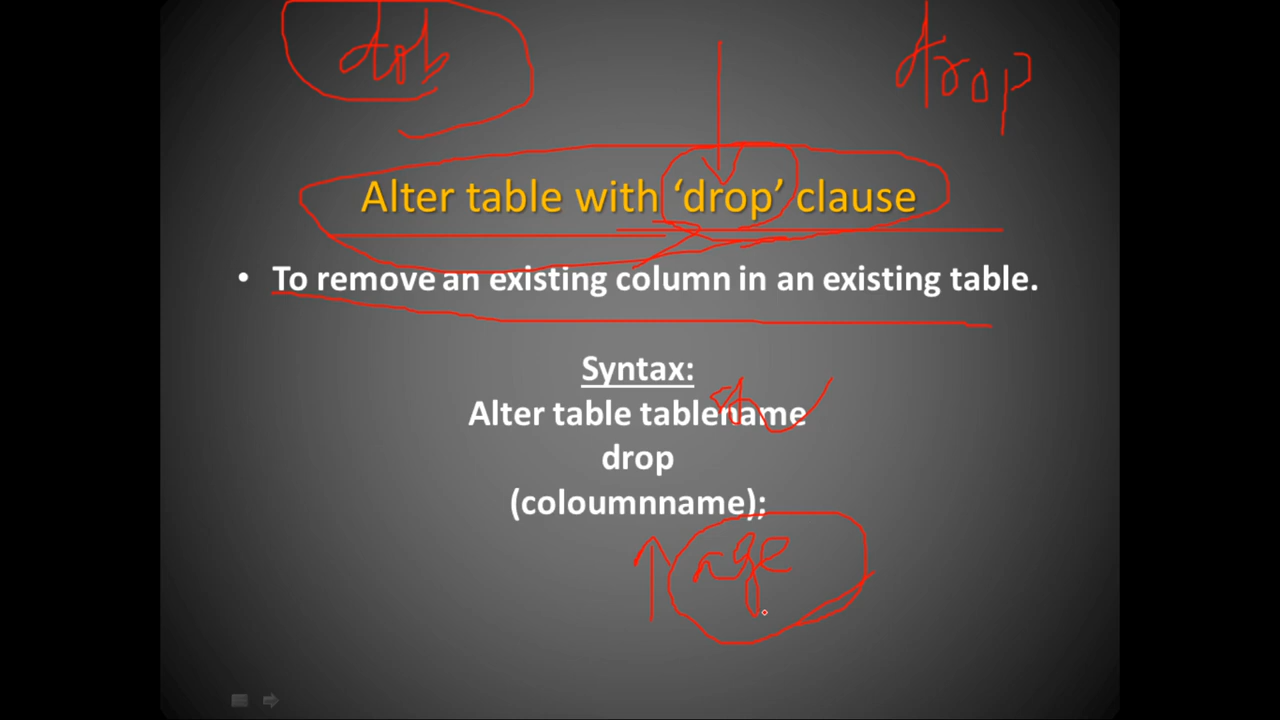 dob
drop
Alter table with ‘drop’ clause
• To remove an existing column in an existing table.
Syntax:
Alter table tablename
drop
(coloumnname);
age